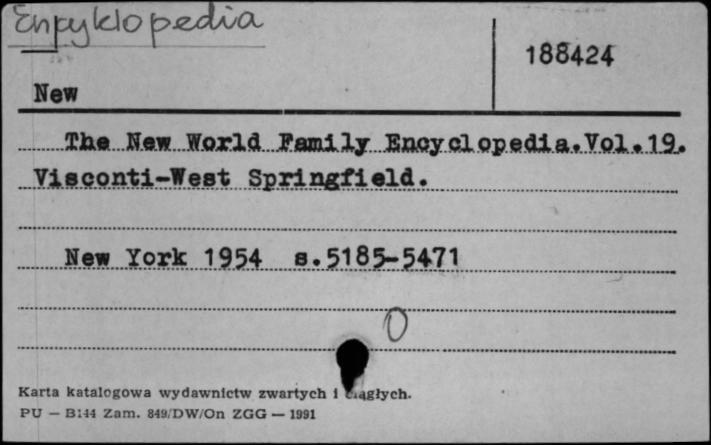 Encyklopedia
188424
New
The New World Family Encyclopedia.Vol.19.
Visconti-West Springfield.
New York 1954 s.5185-5471
0
Karta katalogowa wydawnictw zwartych i ciągłych.
PU — B144 Zam. 849/DW/On ZGG — 1991